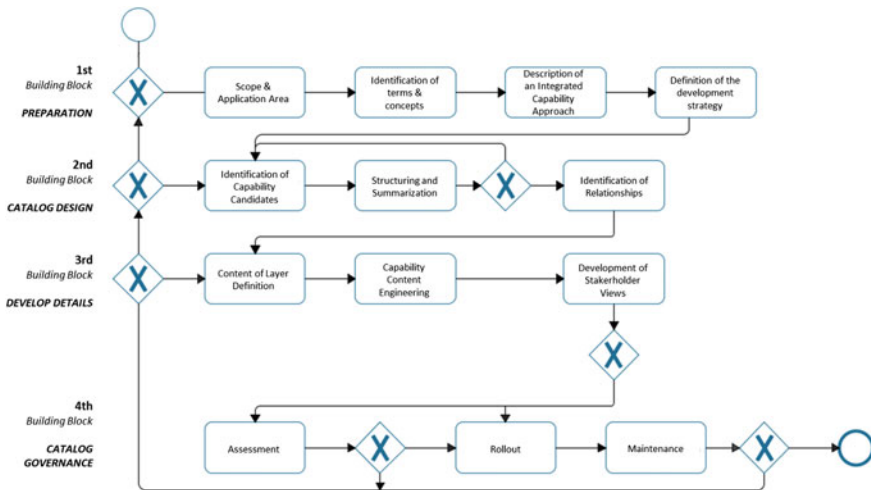 1st
Building Block
PREPARATION
Scope &
Application Area
Identification of
terms &
concepts
Description of
an Integrated
Capability
Approach
Definition of the
development
strategy
2nd
Building Block
CATALOG DESIGN
Identification of
Capability
Candidates
Structuring and
Summarization
Identification of
Relationships
3rd
Building Block
DEVELOP DETAILS
Content of Layer
Definition
Capability
Content
Engineering
Development of
Stakeholder
Views
4th
Building Block
CATALOG
GOVERNANCE
Assessment
Rollout
Maintenance